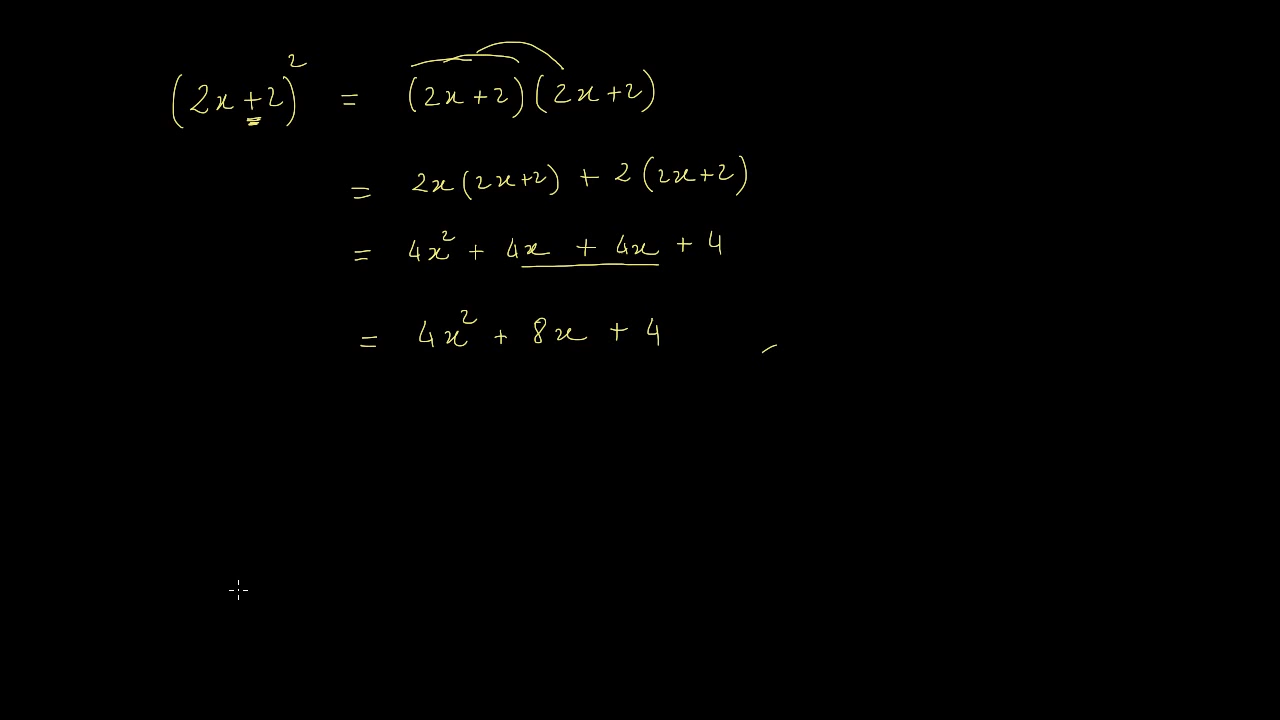 (2x+2)² = (2x+2)(2x+2)
= 2x(2x+2) + 2(2x+2)
= 4x² + 4x + 4x + 4
= 4x² + 8x + 4